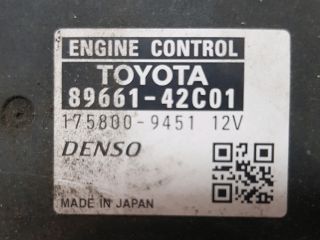 ENGINE CONTROL
TOYOTA
89661-42C01
175800-9451 12V
DENSO
MADE IN JAPAN